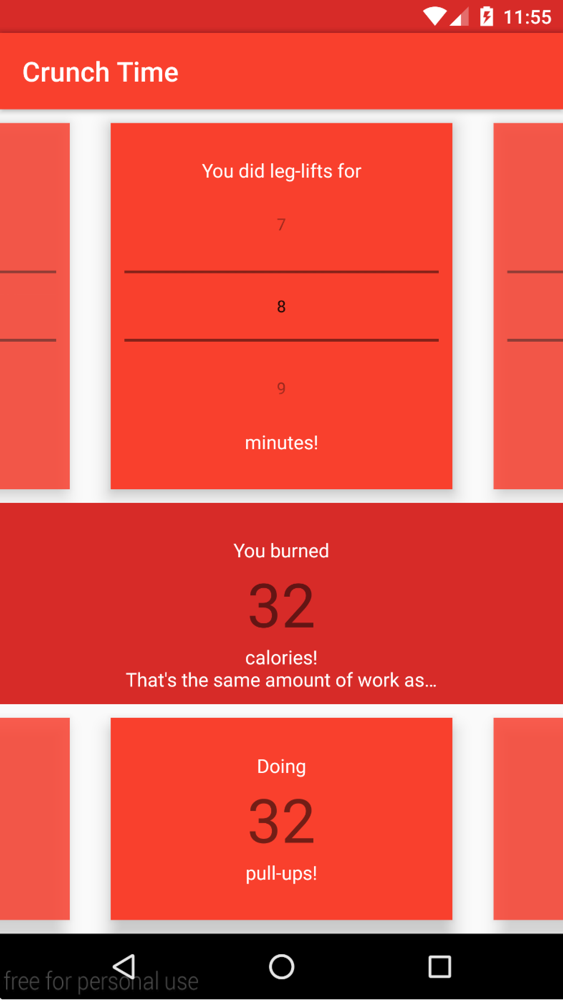 11:55
Crunch Time
You did leg-lifts for
7
8
9
minutes!
You burned
32
calories!
That's the same amount of work as…
Doing
32
pull-ups!
free for personal use